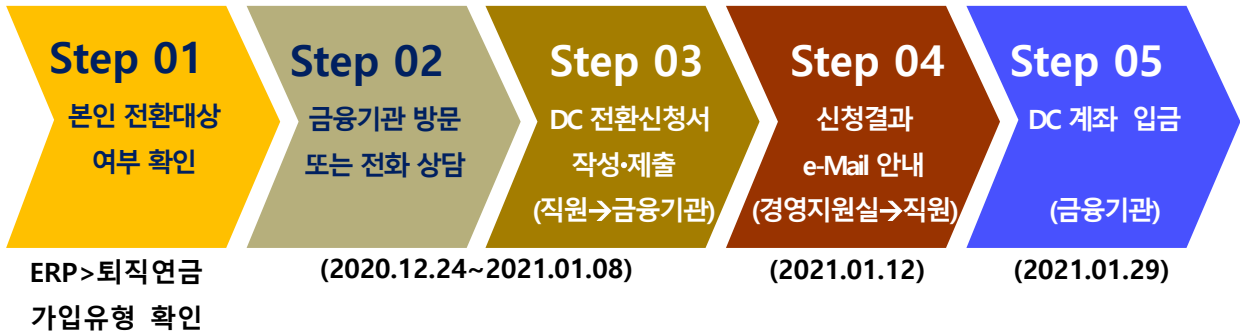 Step 01
본인 전환대상
여부 확인
Step 02
금융기관 방문
또는 전화 상담
Step 03
DC 전환신청서
작성•제출
(직원→금융기관)
Step 04
신청결과
e-Mail 안내
(경영지원실→직원)
Step 05
DC 계좌 입금
(금융기관)
ERP>퇴직연금
가입유형 확인
(2020.12.24~2021.01.08)
(2021.01.12)
(2021.01.29)